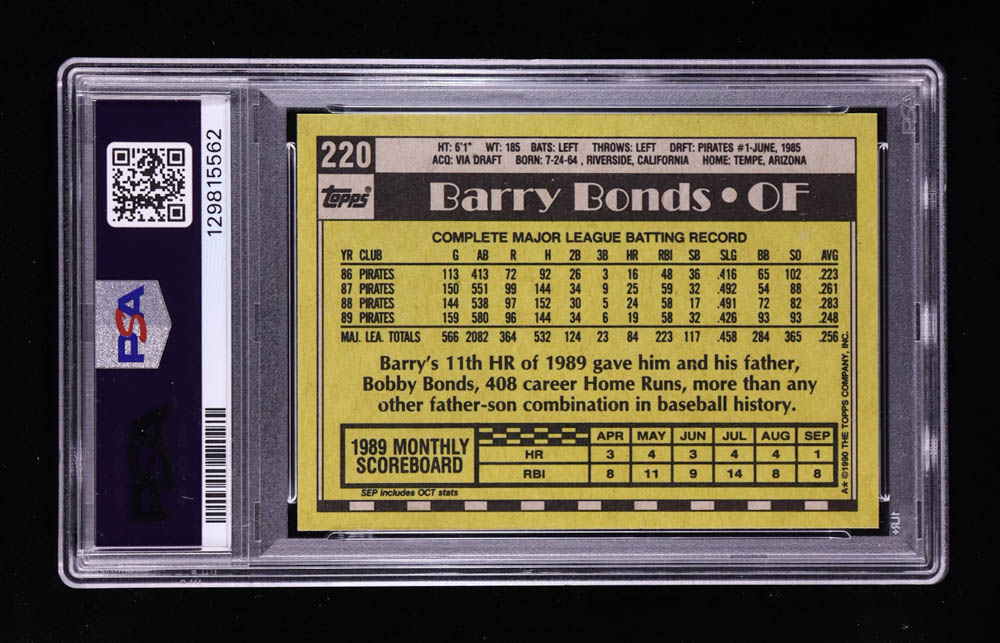 129815562
PSA
PSA
220
HT: 6'1" WT: 185 BATS: LEFT THROWS: LEFT DRFT: PIRATES #1-JUNE, 1985
ACQ: VIA DRAFT BORN: 7-24-64 , RIVERSIDE, CALIFORNIA HOME: TEMPE, ARIZONA
Topps®
Barry Bonds • OF
COMPLETE MAJOR LEAGUE BATTING RECORD
YR CLUB G AB R H 2B 3B HR RBI SB SLG BB SO AVG
86 PIRATES 113 413 72 92 26 3 16 48 36 .416 65 102 .223
87 PIRATES 150 551 99 144 34 9 25 59 32 .492 54 88 .261
88 PIRATES 144 538 97 152 30 5 24 58 17 .491 72 82 .283
89 PIRATES 159 580 96 144 34 6 19 58 32 .426 93 93 .248
MAJ. LEA. TOTALS 566 2082 364 532 124 23 84 223 117 .458 284 365 .256
Barry's 11th HR of 1989 gave him and his father,
Bobby Bonds, 408 career Home Runs, more than any
other father-son combination in baseball history.
1989 MONTHLY
SCOREBOARD
APR MAY JUN JUL AUG SEP
HR 3 4 3 4 4 1
RBI 8 11 9 14 8 8
SEP includes OCT stats
A* ©1990 THE TOPPS COMPANY, INC.